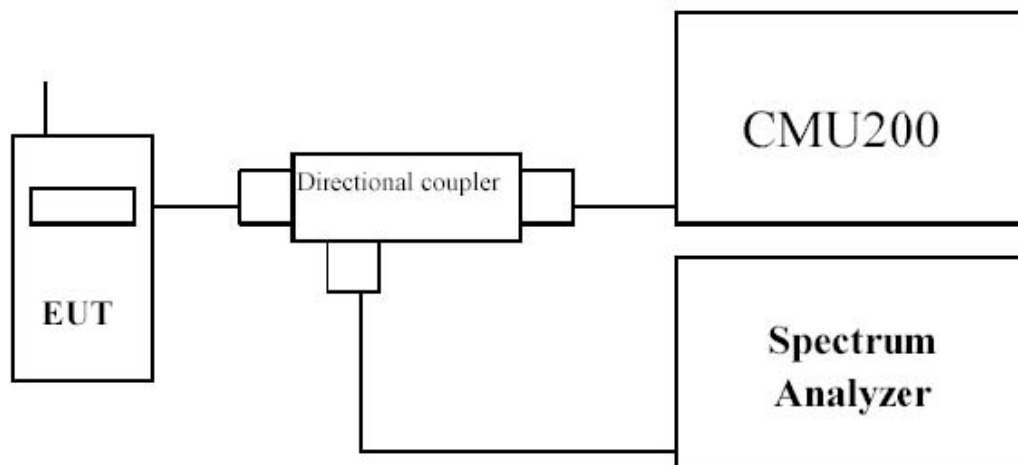 CMU200
Directional coupler
EUT
Spectrum
Analyzer